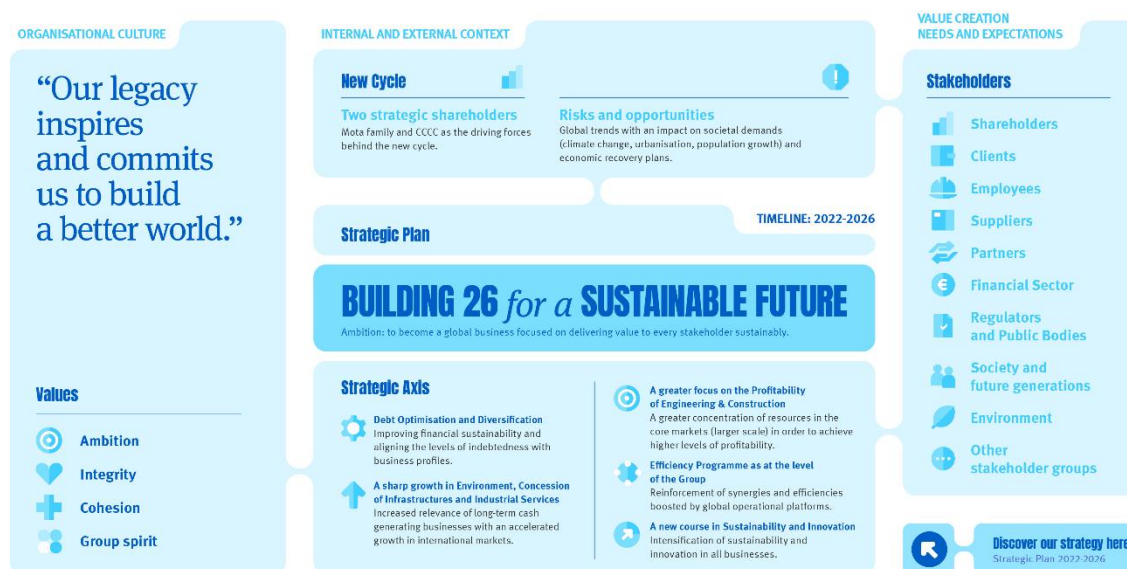 ORGANISATIONAL CULTURE
“Our legacy
inspires
and commits
us to build
a better world.”
Values
Ambition
Integrity
Cohesion
Group spirit
INTERNAL AND EXTERNAL CONTEXT
New Cycle
Two strategic shareholders
Mota family and CCCC as the driving forces
behind the new cycle.
Risks and opportunities
Global trends with an impact on societal demands
(climate change, urbanisation, population growth) and
economic recovery plans.
TIMELINE: 2022-2026
Strategic Plan
BUILDING 26 for a SUSTAINABLE FUTURE
Ambition: to become a global business focused on delivering value to every stakeholder sustainably.
Strategic Axis
Debt Optimisation and Diversification
Improving financial sustainability and
aligning the levels of indebtedness with
business profiles.
A sharp growth in Environment, Concession
of Infrastructures and Industrial Services
Increased relevance of long-term cash
generating businesses with an accelerated
growth in international markets.
A greater focus on the Profitability
of Engineering & Construction
A greater concentration of resources in the
core markets (larger scale) in order to achieve
higher levels of profitability.
Efficiency Programme as at the level
of the Group
Reinforcement of synergies and efficiencies
boosted by global operational platforms.
A new course in Sustainability and Innovation
Intensification of sustainability and
innovation in all businesses.
VALUE CREATION
NEEDS AND EXPECTATIONS
Stakeholders
Shareholders
Clients
Employees
Suppliers
Partners
Financial Sector
Regulators
and Public Bodies
Society and
future generations
Environment
Other
stakeholder groups
Discover our strategy here
Strategic Plan 2022-2026